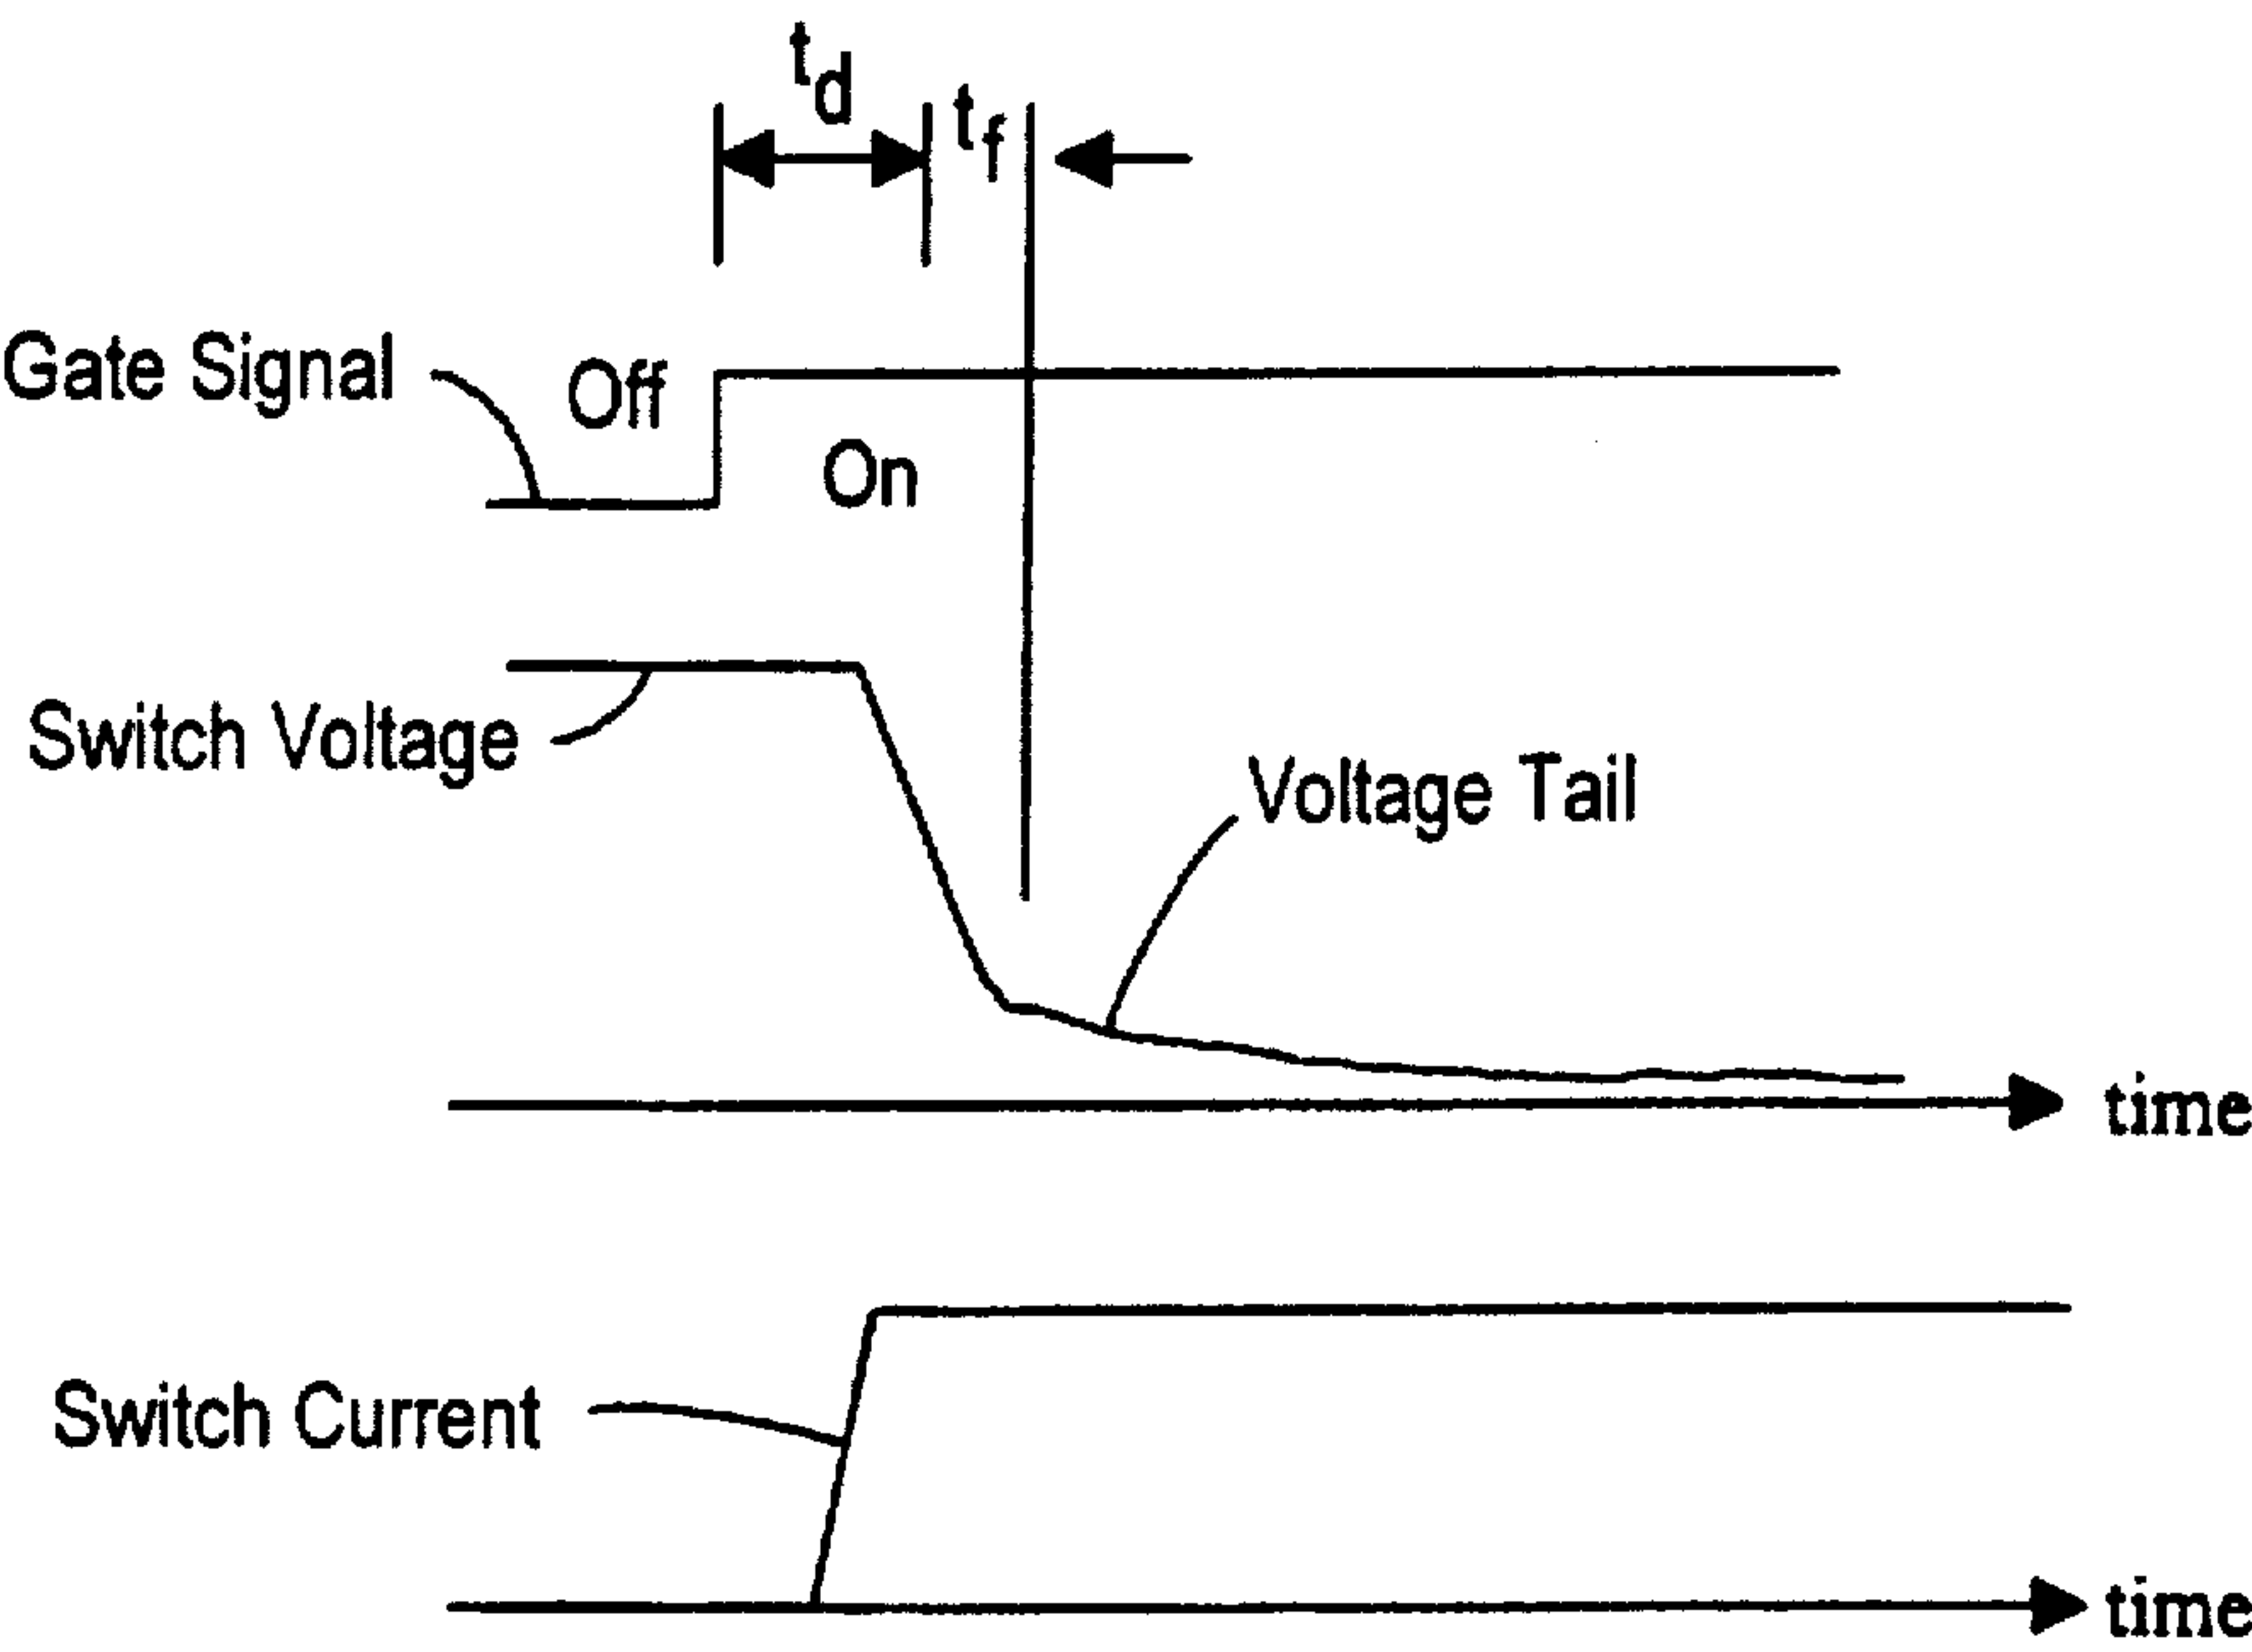 td
tf
Gate Signal
Off
On
Switch Voltage
Voltage Tail
time
Switch Current
time